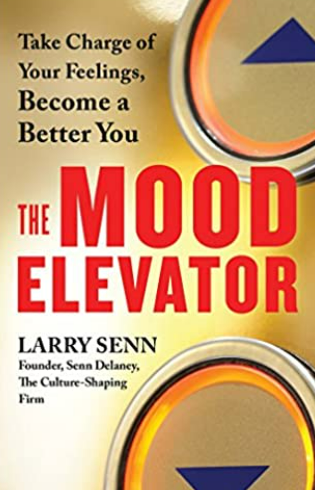 Take Charge of
Your Feelings,
Become a
Better You
THE MOOD
ELEVATOR
LARRY SENN
Founder, Senn Delaney,
The Culture-Shaping
Firm